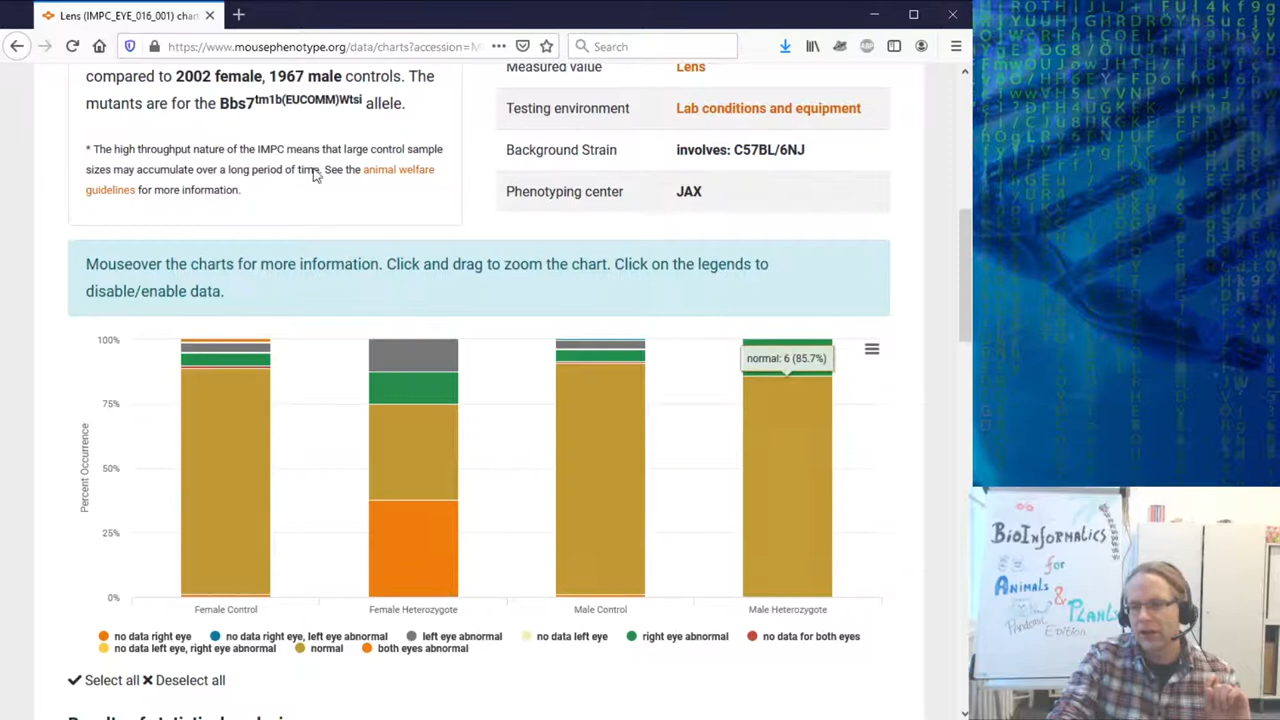 Lens (IMPC_EYE_016_001) char
https://www.mousephenotype.org/data/charts?accession=M
Search
compared to 2002 female, 1967 male controls. The
mutants are for the Bbs7tm1b(EUCOMM)Wtsi allele.
* The high throughput nature of the IMPC means that large control sample
sizes may accumulate over a long period of time. See the animal welfare
guidelines for more information.
Measured value Lens
Testing environment Lab conditions and equipment
Background Strain involves: C57BL/6NJ
Phenotyping center JAX
Mouseover the charts for more information. Click and drag to zoom the chart. Click on the legends to
disable/enable data.
100%
75%
50%
25%
0%
Percent Occurrence
normal: 6 (85.7%)
Female Control
Female Heterozygote
Male Control
Male Heterozygote
no data right eye
no data right eye, left eye abnormal
left eye abnormal
no data left eye
right eye abnormal
no data for both eyes
no data left eye, right eye abnormal
normal
both eyes abnormal
Select all Deselect all
BioInformatics
for
Animals
&
Plants
Pandemic
Edition